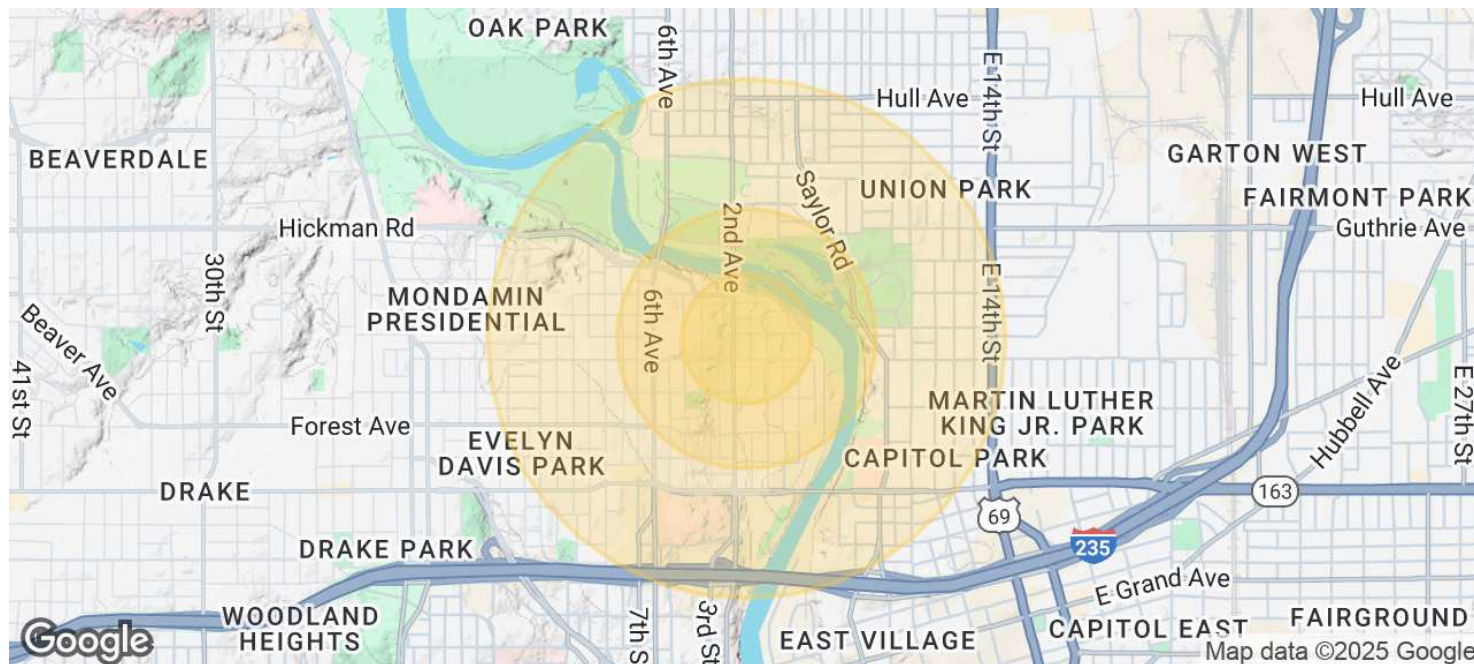 OAK PARK
6th Ave
E 14th St
Hull Ave
Hull Ave
BEAVERDALE
GARTON WEST
Saylor Rd
UNION PARK
FAIRMONT PARK
2nd Ave
Hickman Rd
Guthrie Ave
30th St
MONDAMIN
PRESIDENTIAL
6th Ave
E 14th St
Beaver Ave
41st St
MARTIN LUTHER
KING JR. PARK
Hubbell Ave
E 27th St
Forest Ave
EVELYN
DAVIS PARK
CAPITOL PARK
DRAKE
163
69
DRAKE PARK
235
E Grand Ave
WOODLAND
HEIGHTS
7th S
3rd St
EAST VILLAGE
CAPITOL EAST
FAIRGROUND
Google
Map data ©2025 Google